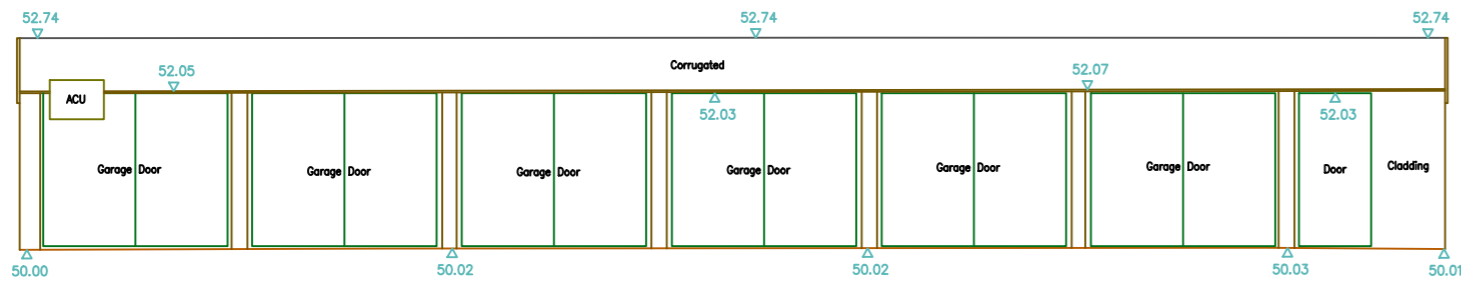 52.74
52.74
52.74
Corrugated
52.05
52.07
ACU
52.03
52.03
Garage Door
Garage Door
Garage Door
Garage Door
Garage Door
Garage Door
Door
Cladding
50.00
50.02
50.02
50.03
50.01